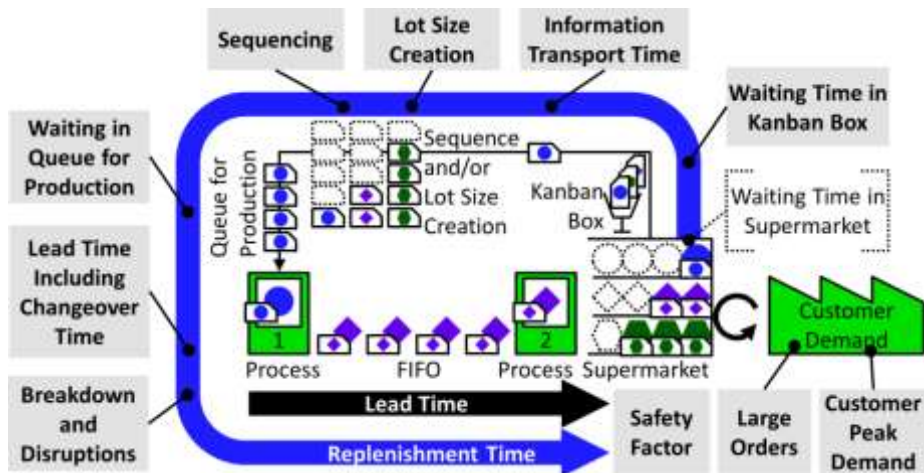 Sequencing
Lot Size
Creation
Information
Transport Time
Waiting Time in
Kanban Box
Waiting in
Queue for
Production
Sequence
and/or
Lot Size
Creation
Queue for
Production
Kanban
Box
Waiting Time in
Supermarket
Lead Time
Including
Changeover
Time
1
2
Customer
Demand
Process
FIFO
Process
Supermarket
Breakdown
and
Disruptions
Lead Time
Replenishment Time
Safety
Factor
Large
Orders
Customer
Peak
Demand